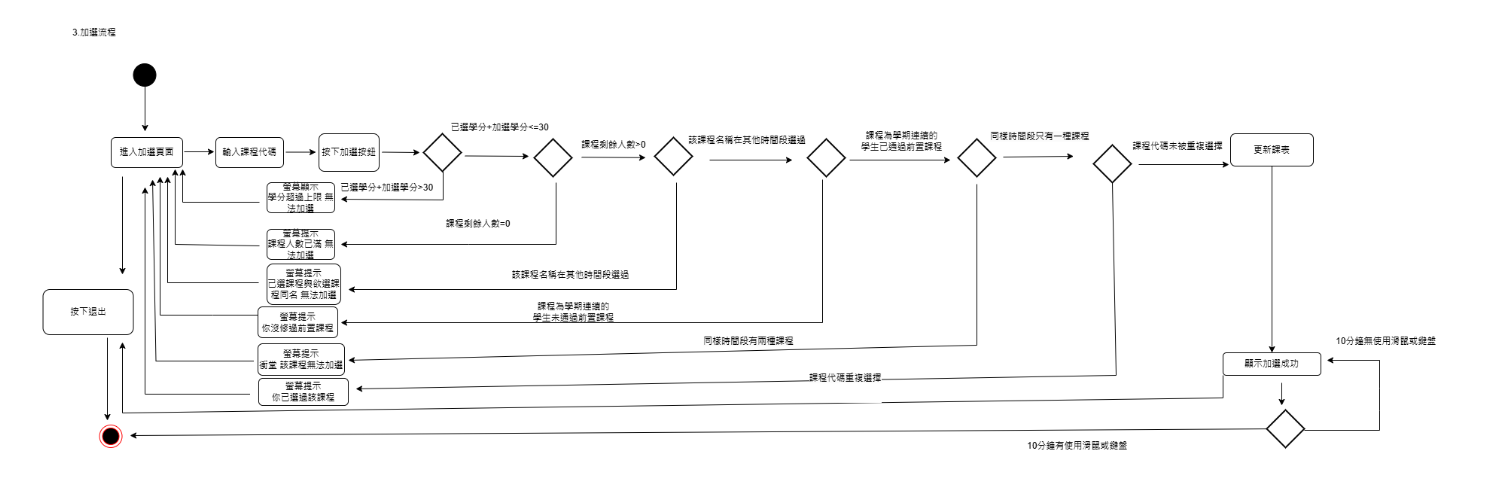 3.加選流程
已選學分+加選學分<=30
課程剩餘人數>0
該課程名稱在其他時間段選過
課程為學期連續的
學生已通過前置課程
同樣時間段只有一種課程
課程代碼未被重複選擇
進入加選頁面
輸入課程代碼
按下加選按鈕
更新課表
螢幕顯示
學分超過上限 無
法加選
已選學分+加選學分>30
課程剩餘人數=0
螢幕提示
課程人數已滿 無
法加選
該課程名稱在其他時間段選過
螢幕提示
已選課程與欲選課
程同名 無法加選
按下退出
課程為學期連續的
學生未通過前置課程
螢幕提示
你沒修過前置課程
同樣時間段有兩種課程
10分鐘無使用滑鼠或鍵盤
螢幕提示
衝堂 該課程無法加選
顯示加選成功
課程代碼重複選擇
螢幕提示
你已選過該課程
10分鐘有使用滑鼠或鍵盤